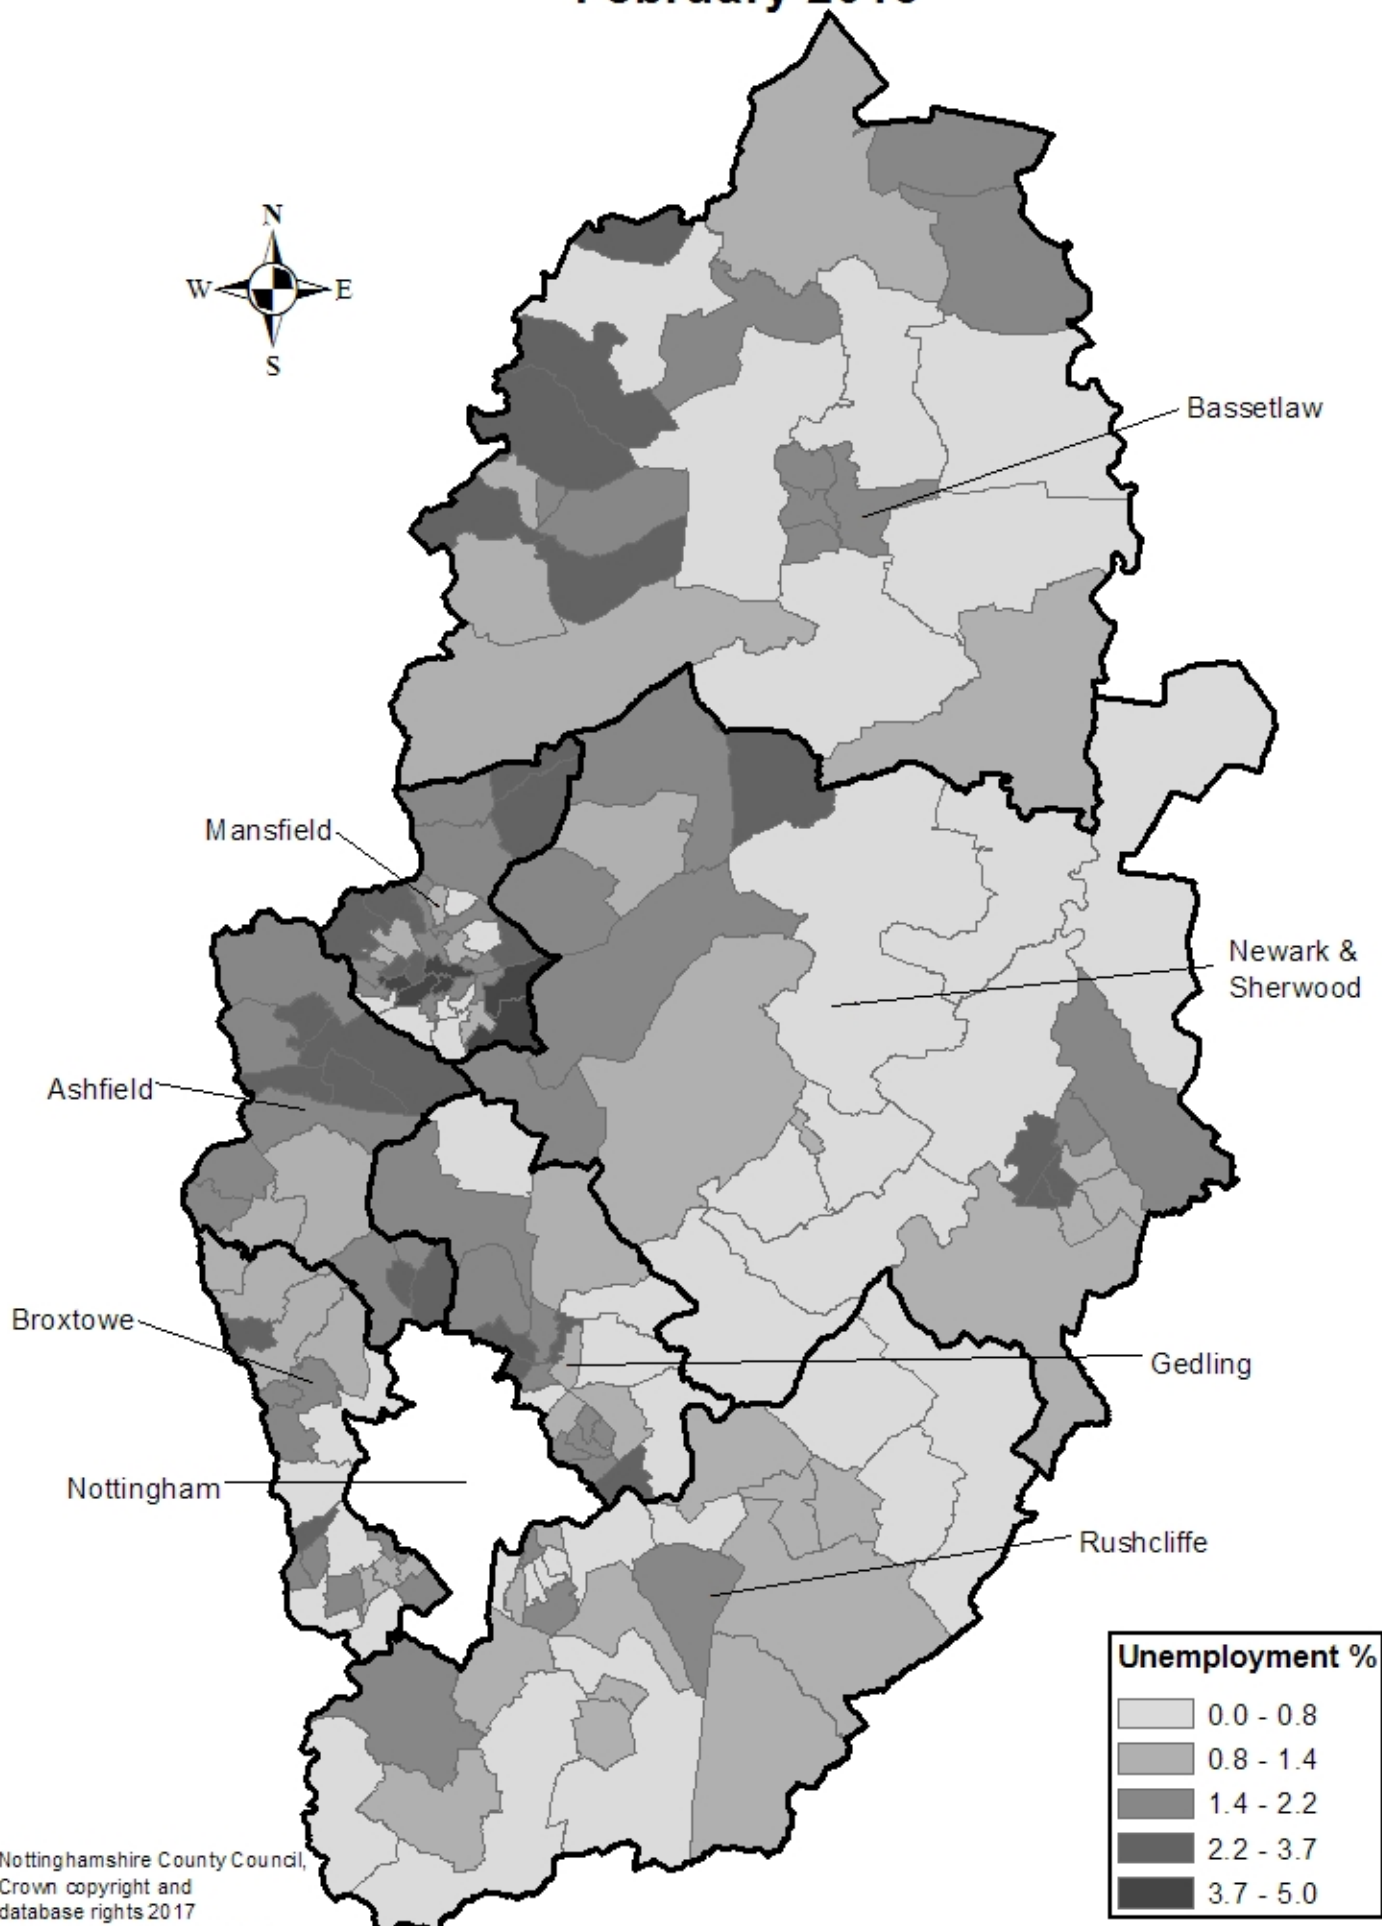 N
W
E
S
Bassetlaw
Mansfield
Newark &
Sherwood
Ashfield
Broxtowe
Gedling
Nottingham
Rushcliffe
Unemployment %
0.0 - 0.8
0.8 - 1.4
1.4 - 2.2
2.2 - 3.7
3.7 - 5.0
Nottinghamshire County Council,
Crown copyright and
database rights 2017